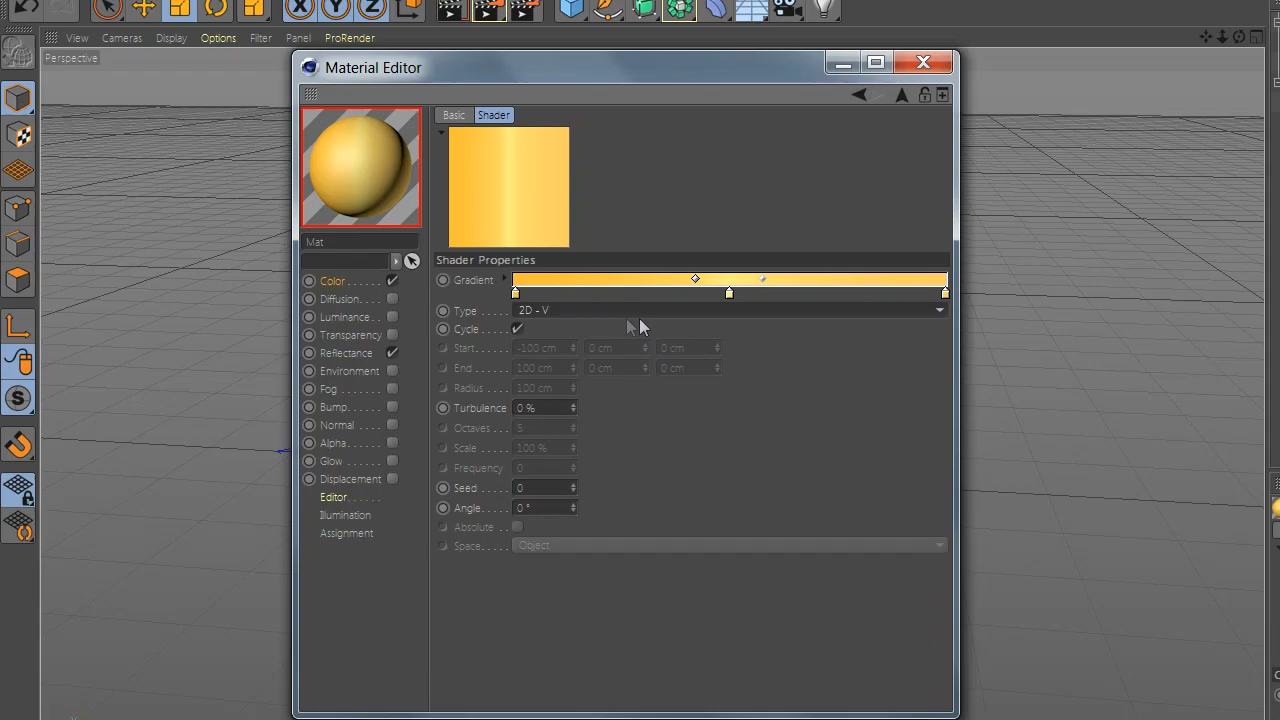 X Y Z
View Cameras Display Options Filter Panel ProRender
Perspective
Material Editor
Basic Shader
Mat
Color . . . . . .
Diffusion. . . . .
Luminance. . .
Transparency
Reflectance
Environment
Fog . . . . . . . .
Bump. . . . . . .
Normal . . . . .
Alpha. . . . . . .
Glow . . . . . . .
Displacement
Editor . . . . . . .
Illumination
Assignment
Shader Properties
Gradient
Type . . . . . 2D - V
Cycle . . . . .
Start. . . . . . -100 cm 0 cm 0 cm
End . . . . . . 100 cm 0 cm 0 cm
Radius . . . . 100 cm
Turbulence 0 %
Octaves . . . 5
Scale . . . . . 100 %
Frequency 0
Seed . . . . . 0
Angle. . . . . 0 °
Absolute . .
Space. . . . . Object
S